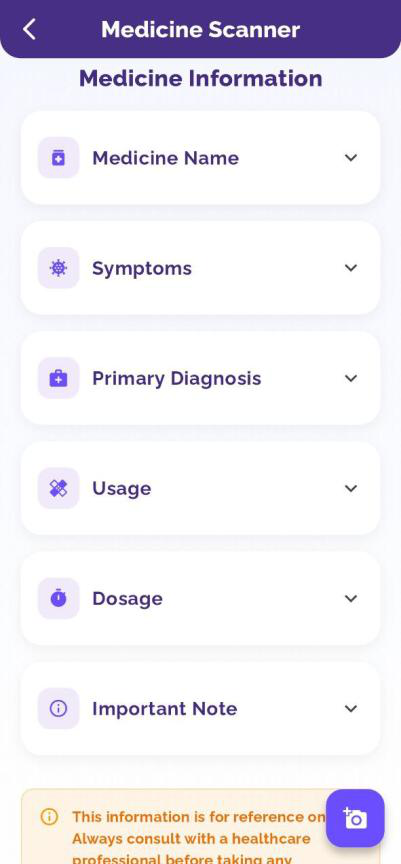 Medicine Scanner
Medicine Information
Medicine Name
Symptoms
Primary Diagnosis
Usage
Dosage
Important Note
This information is for reference
Always consult with a healthcare
professional before taking any